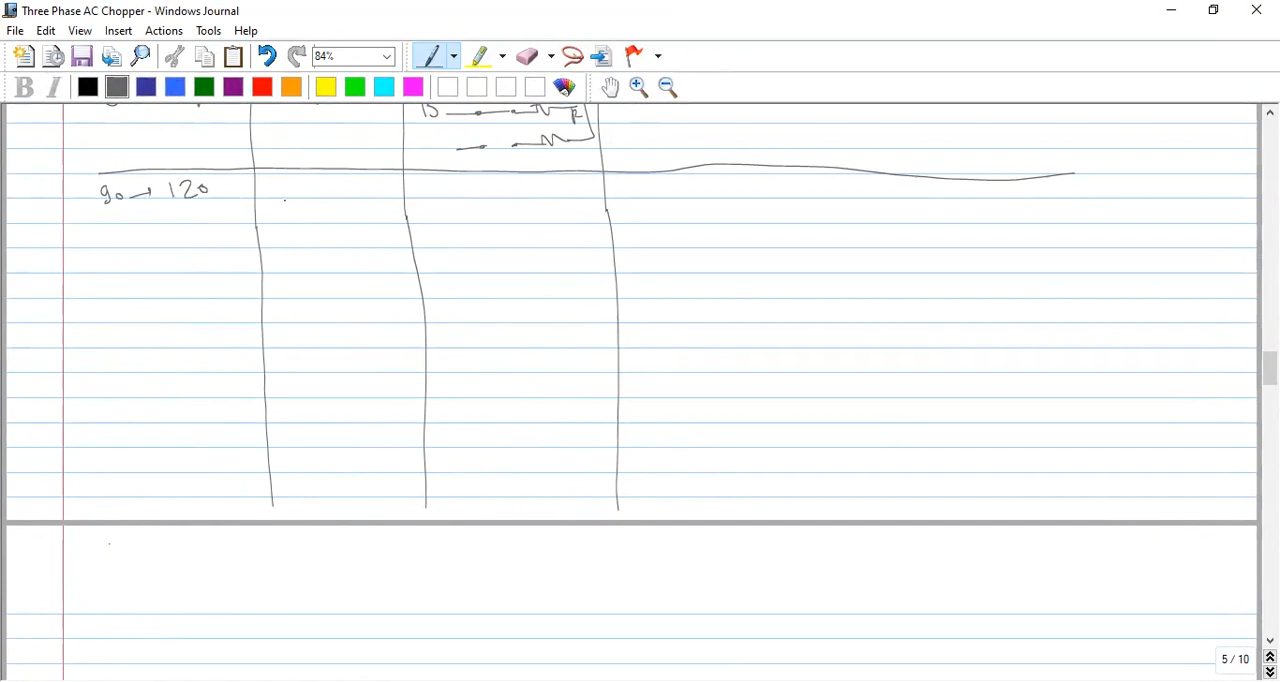 Three Phase AC Chopper - Windows Journal
File Edit View Insert Actions Tools Help
84%
B I
B
R
90 → 120
5 / 10